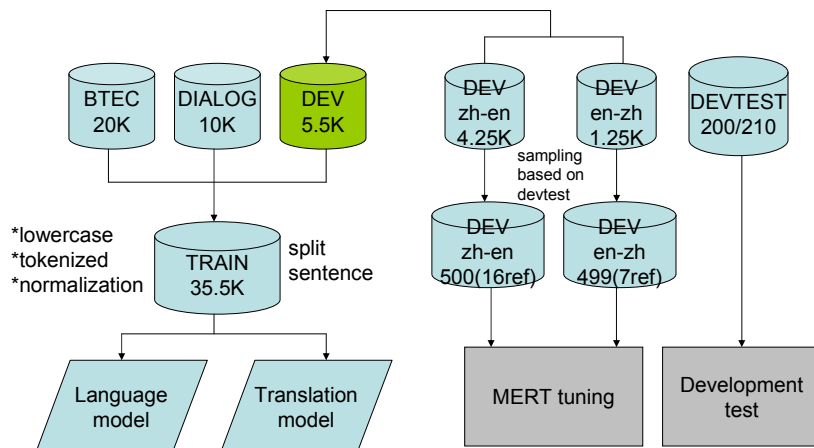 BTEC
20K
DIALOG
10K
DEV
5.5K
DEV
zh-en
4.25K
DEV
en-zh
1.25K
DEVTEST
200/210
sampling
based on
devtest
*lowercase
*tokenized
*normalization
TRAIN
35.5K
split
sentence
DEV
zh-en
500(16ref)
DEV
en-zh
499(7ref)
Language
model
Translation
model
MERT tuning
Development
test